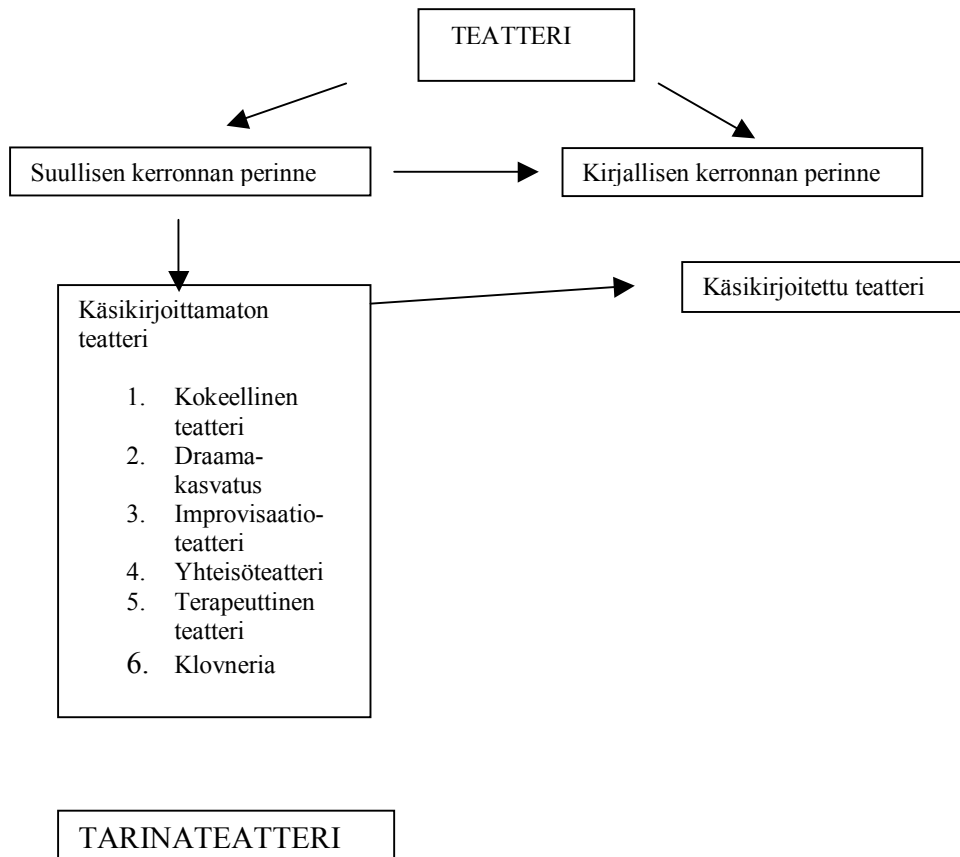 TEATTERI
Suullisen kerronnan perinne
Kirjallisen kerronnan perinne
Käsikirjoitettu teatteri
Käsikirjoittamaton
teatteri
1. Kokeellinen
teatteri
2. Draama-
kasvatus
3. Improvisaatio-
teatteri
4. Yhteisöteatteri
5. Terapeuttinen
teatteri
6. Klovneria
TARINATEATTERI